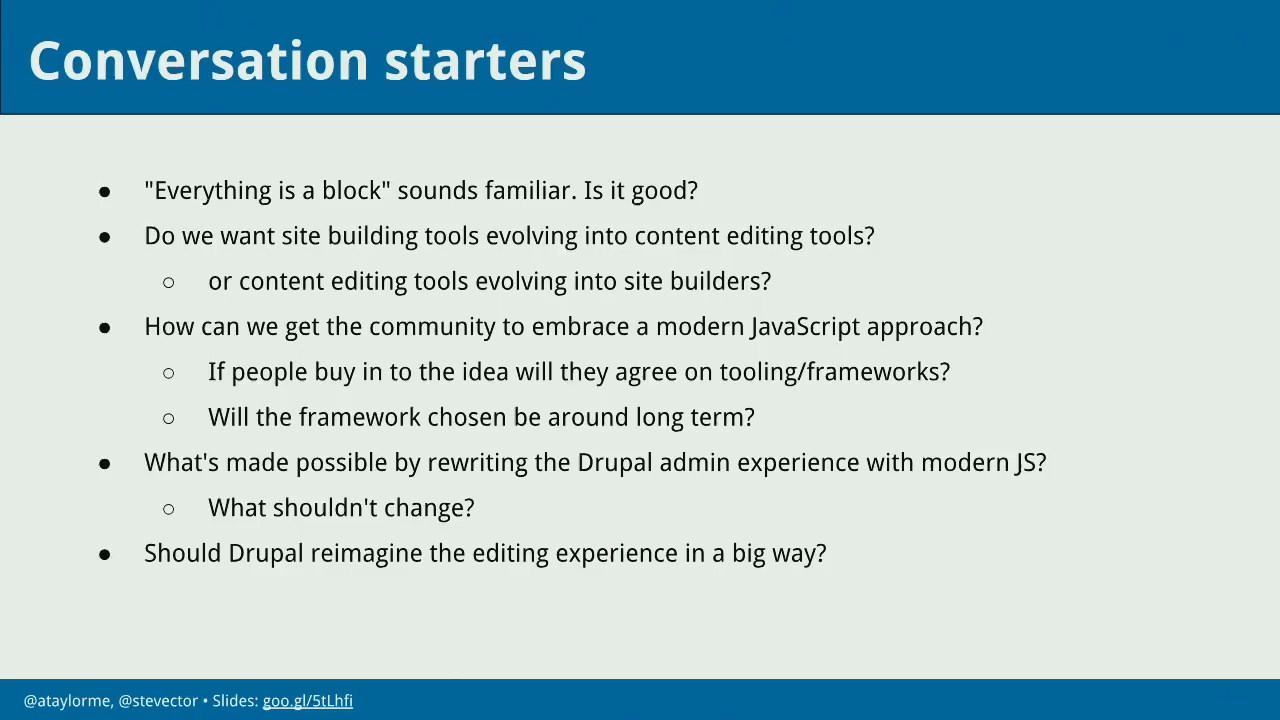 Conversation starters
● "Everything is a block" sounds familiar. Is it good?
● Do we want site building tools evolving into content editing tools?
○ or content editing tools evolving into site builders?
● How can we get the community to embrace a modern JavaScript approach?
○ If people buy in to the idea will they agree on tooling/frameworks?
○ Will the framework chosen be around long term?
● What's made possible by rewriting the Drupal admin experience with modern JS?
○ What shouldn't change?
● Should Drupal reimagine the editing experience in a big way?
@ataylorme, @stevector • Slides: goo.gl/5tLhfi